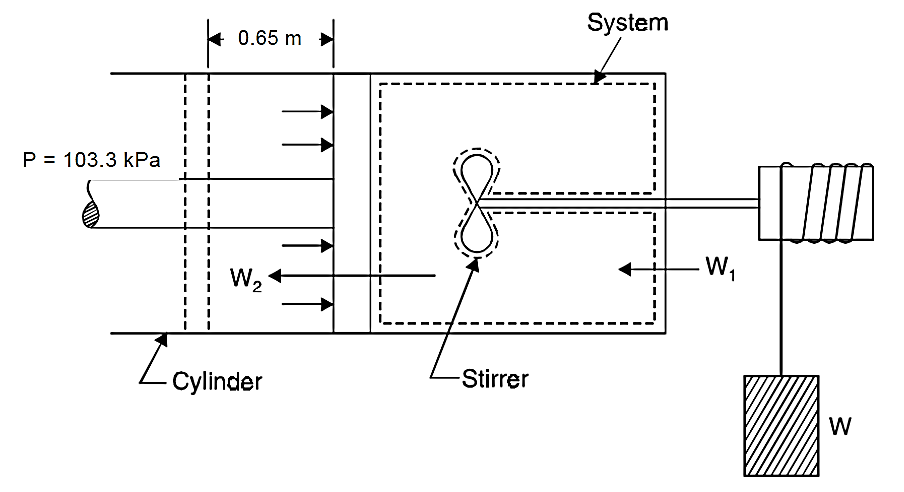 System
0.65 m
P = 103.3 kPa
W₂
W₁
Cylinder
Stirrer
W